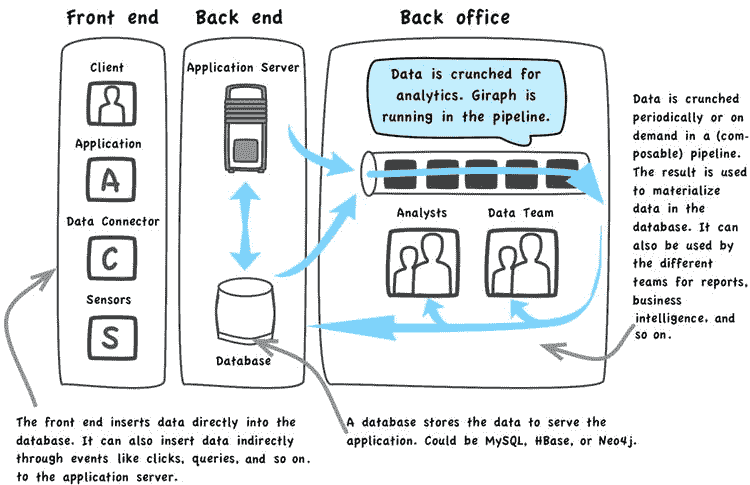 Front end
Back end
Back office
Client
Application
A
Data Connector
C
Sensors
S
Application Server
Database
Data is crunched for
analytics. Giraph is
running in the pipeline.
Analysts
Data Team
Data is crunched
periodically or on
demand in a (com-
posable) pipeline.
The result is used
to materialize
data in the
database. It can
also be used by
the different
teams for reports,
business
intelligence, and
so on.
The front end inserts data directly into the
database. It can also insert data indirectly
through events like clicks, queries, and so on.
to the application server.
A database stores the data to serve the
application. Could be MySQL, HBase, or Neo4j.